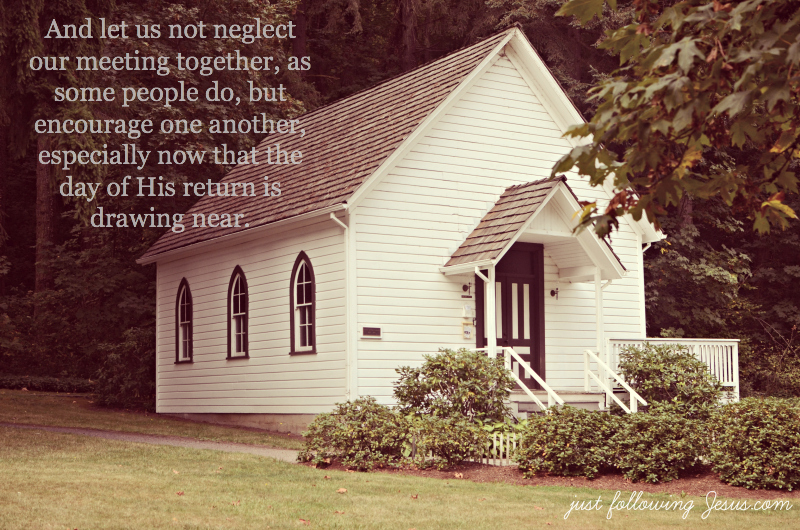 And let us not neglect
our meeting together, as
some people do, but
encourage one another,
especially now that the
day of His return is
drawing near.
just following Jesus.com